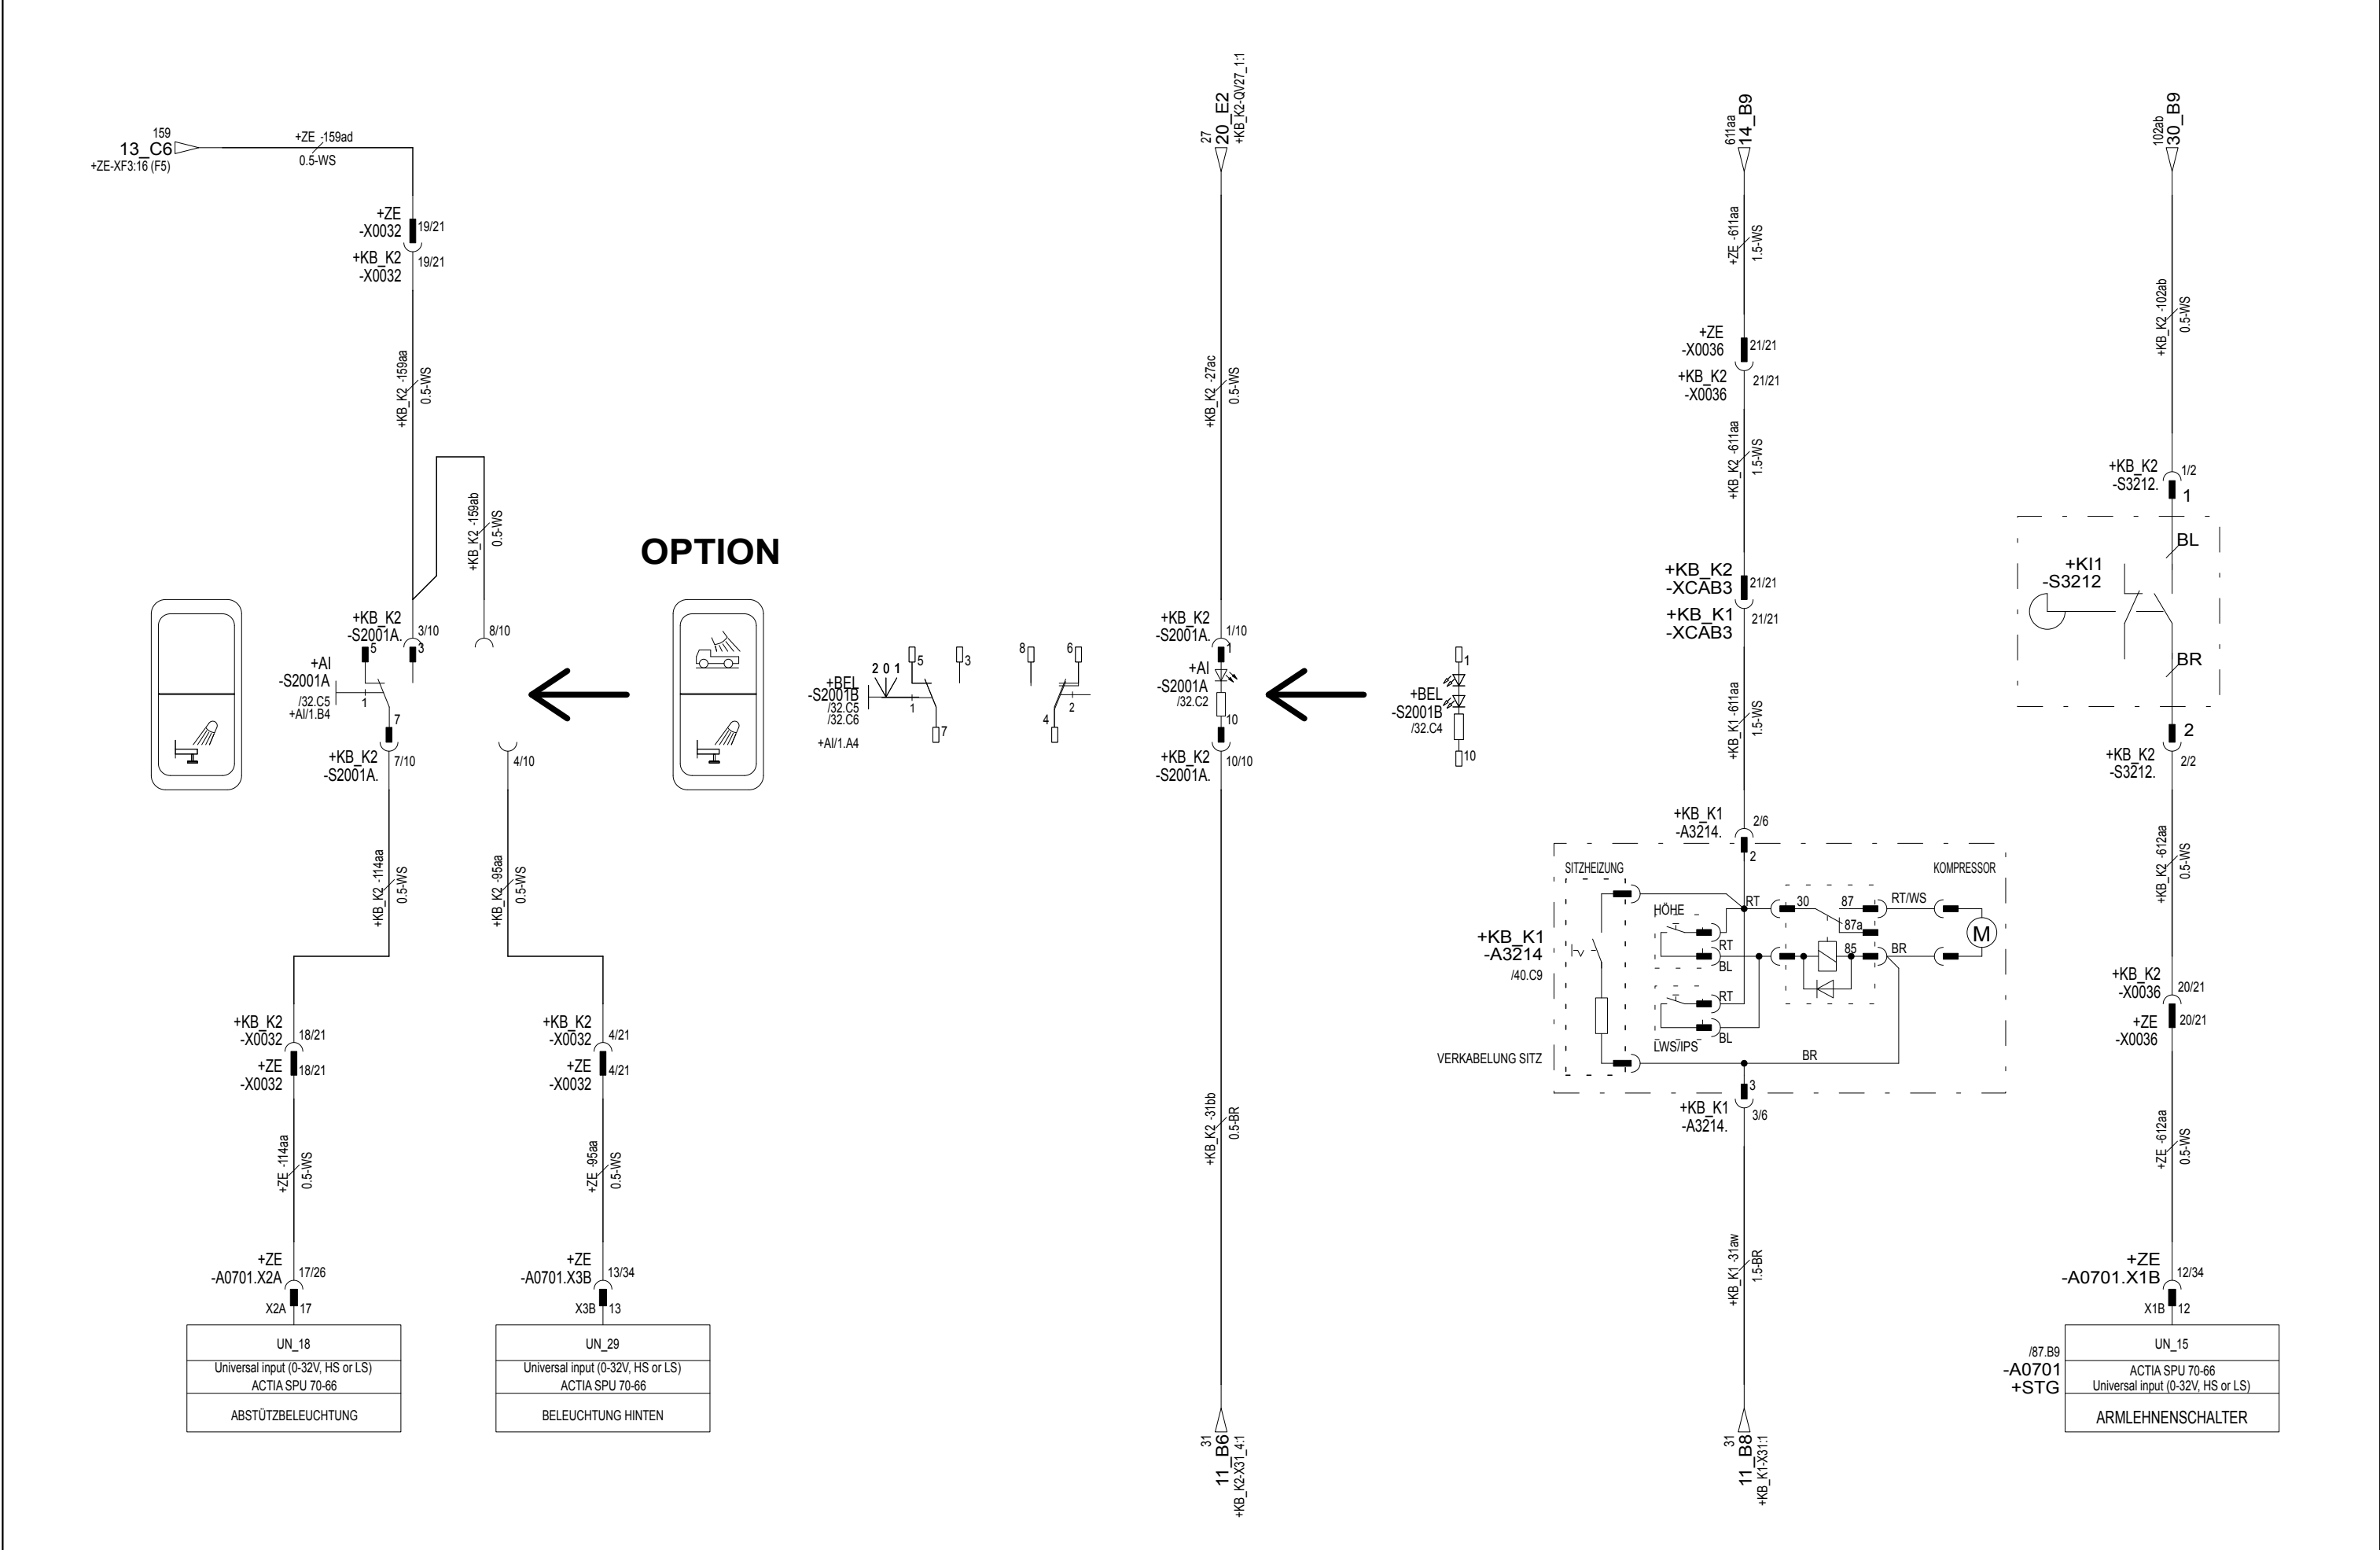 159
13_C6
+ZE-XF3:16 (F5)
+ZE -159ad
0.5-WS
+ZE
-X0032
19/21
+KB_K2
-X0032
19/21
+KB_K2 -159aa
0.5-WS
+KB_K2 -159ab
0.5-WS
+KB_K2
-S2001A.
3/10
8/10
5
3
+AI
-S2001A
/32.C5
+AI/1.B4
1
7
+KB_K2
-S2001A.
7/10
4/10
+KB_K2 -114aa
0.5-WS
+KB_K2 -95aa
0.5-WS
+KB_K2
-X0032
18/21
+ZE
-X0032
18/21
+KB_K2
-X0032
4/21
+ZE
-X0032
4/21
+ZE -114aa
0.5-WS
+ZE -95aa
0.5-WS
+ZE
-A0701.X2A
17/26
X2A
17
UN_18
Universal input (0-32V, HS or LS)
ACTIA SPU 70-66
ABSTÜTZBELEUCHTUNG
+ZE
-A0701.X3B
13/34
X3B
13
UN_29
Universal input (0-32V, HS or LS)
ACTIA SPU 70-66
BELEUCHTUNG HINTEN
OPTION
2 0 1
+BEL
-S2001B
/32.C5
/32.C6
+AI/1.A4
5
3
1
7
8
6
4
2
27
20_E2
+KB_K2-QV27_1:1
+KB_K2 -27ac
0.5-WS
+KB_K2
-S2001A.
1/10
1
+AI
-S2001A
/32.C2
10
+KB_K2
-S2001A.
10/10
+KB_K2 -31bb
0.5-BR
31
11_B6
+KB_K2-X31_4:1
1
+BEL
-S2001B
/32.C4
10
611aa
14_B9
+ZE -611aa
1.5-WS
+ZE
-X0036
21/21
+KB_K2
-X0036
21/21
+KB_K2 -611aa
1.5-WS
+KB_K2
-XCAB3
21/21
+KB_K1
-XCAB3
21/21
+KB_K1 -611aa
1.5-WS
+KB_K1
-A3214.
2/6
2
SITZHEIZUNG
KOMPRESSOR
HÖHE
RT
30
87
RT/WS
87a
M
RT
BL
85
BR
+KB_K1
-A3214
/40.C9
RT
BL
LWS/IPS
VERKABELUNG SITZ
BR
3
+KB_K1
-A3214.
3/6
+KB_K1 -31aw
1.5-BR
31
11_B8
+KB_K1-X31:1
102ab
30_B9
+KB_K2 -102ab
0.5-WS
+KB_K2
-S3212.
1/2
1
BL
+KI1
-S3212
BR
2
+KB_K2
-S3212.
2/2
+KB_K2 -612aa
0.5-WS
+KB_K2
-X0036
20/21
+ZE
-X0036
20/21
+ZE -612aa
0.5-WS
+ZE
-A0701.X1B
12/34
X1B
12
/87.B9
-A0701
+STG
UN_15
ACTIA SPU 70-66
Universal input (0-32V, HS or LS)
ARMLEHNENSCHALTER